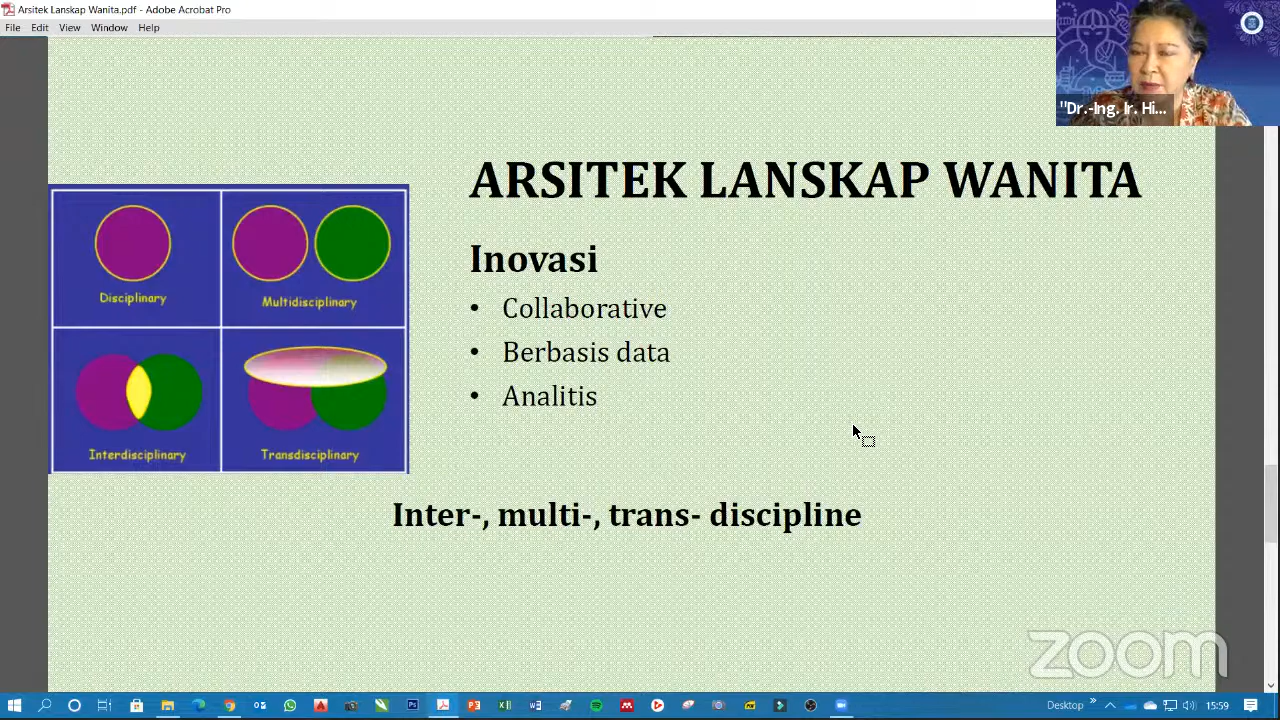 Arsitek Lanskap Wanita.pdf - Adobe Acrobat Pro
File Edit View Window Help
"Dr.-Ing. Ir. Hi...
ARSITEK LANSKAP WANITA
Inovasi
• Collaborative
• Berbasis data
• Analitis
Disciplinary
Multidisciplinary
Interdisciplinary
Transdisciplinary
Inter-, multi-, trans- discipline
zoom
Desktop
15:59